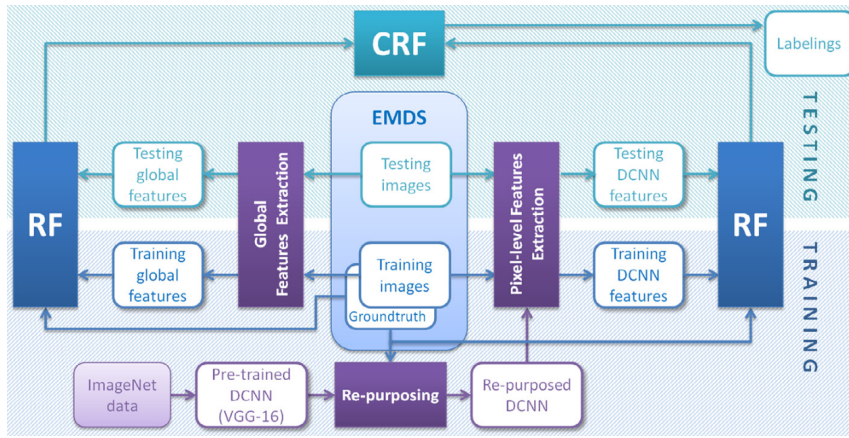 CRF
Labelings
TESTING
EMDS
RF
Testing
global
features
Global
Features Extraction
Testing
images
Pixel-level Features
Extraction
Testing
DCNN
features
RF
Training
global
features
Training
images
Groundtruth
Training
DCNN
features
TRAINING
ImageNet
data
Pre-trained
DCNN
(VGG-16)
Re-purposing
Re-purposed
DCNN